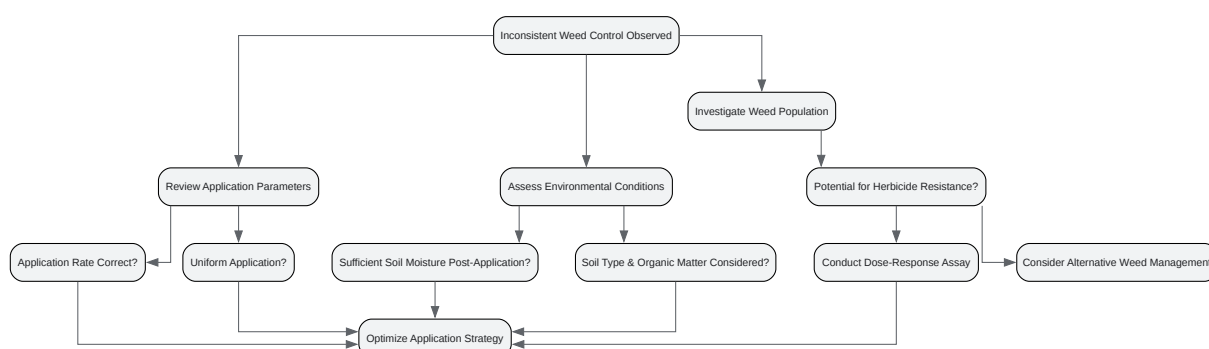 Inconsistent Weed Control Observed
Investigate Weed Population
Review Application Parameters
Assess Environmental Conditions
Potential for Herbicide Resistance?
Application Rate Correct?
Uniform Application?
Sufficient Soil Moisture Post-Application?
Soil Type & Organic Matter Considered?
Conduct Dose-Response Assay
Consider Alternative Weed Management
Optimize Application Strategy